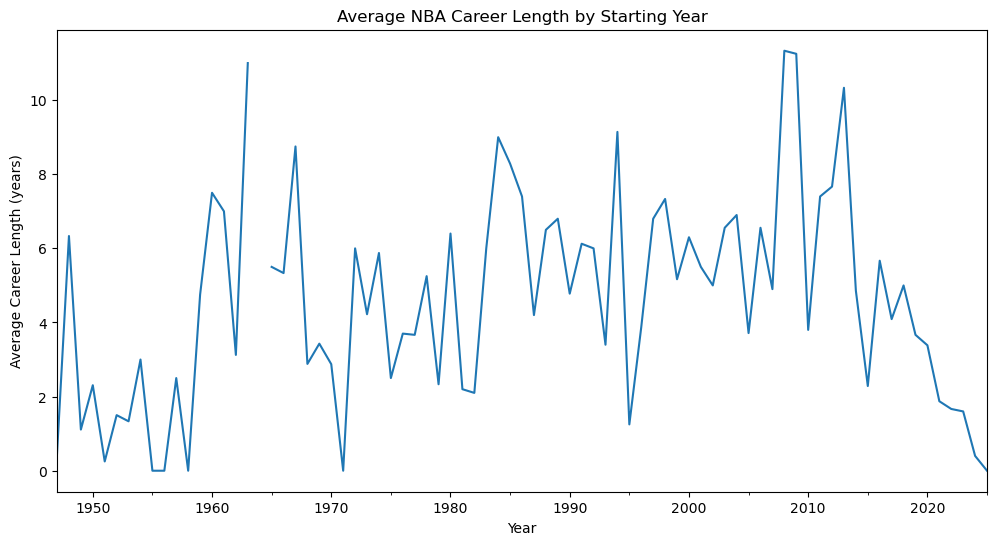 Average NBA Career Length by Starting Year
Average Career Length (years)
10
8
6
4
2
0
1950 1960 1970 1980 1990 2000 2010 2020
Year